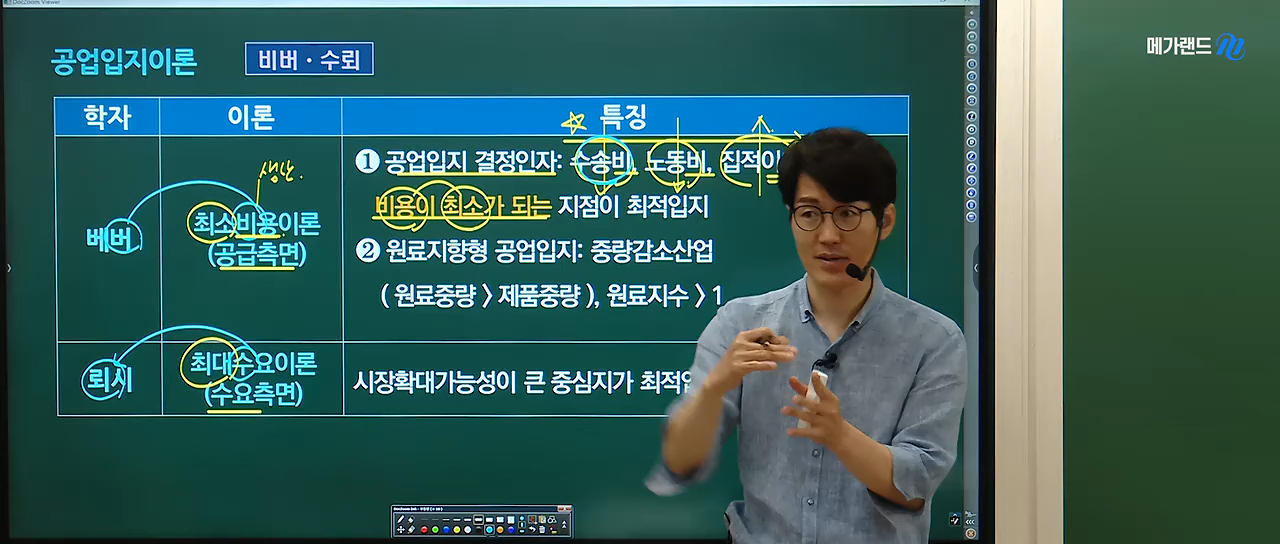 DocZoom Viewer
메가랜드
공업입지이론 비버·수뢰
학자 이론 특징
생산.
베버 최소비용이론
(공급측면)
❶ 공업입지 결정인자: 수송비, 노동비, 집적이
비용이 최소가 되는 지점이 최적입지
❷ 원료지향형 공업입지: 중량감소산업
( 원료중량 > 제품중량 ), 원료지수 > 1
뢰시 최대수요이론
(수요측면)
시장확대가능성이 큰 중심지가 최적입